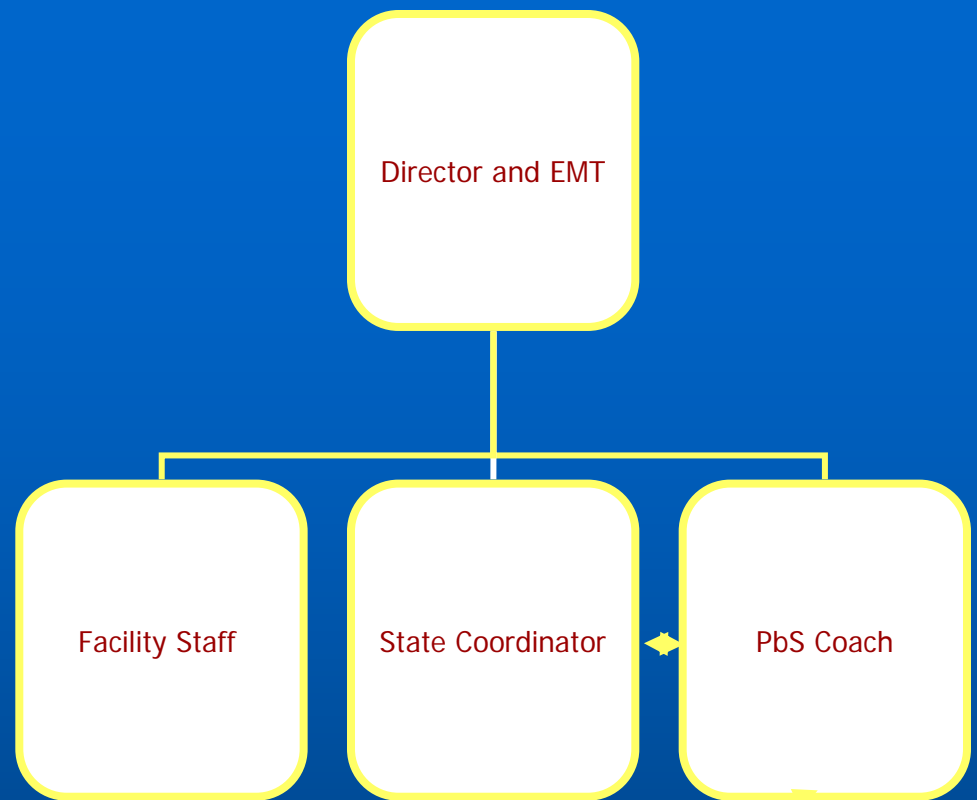 Director and EMT
Facility Staff
State Coordinator
PbS Coach